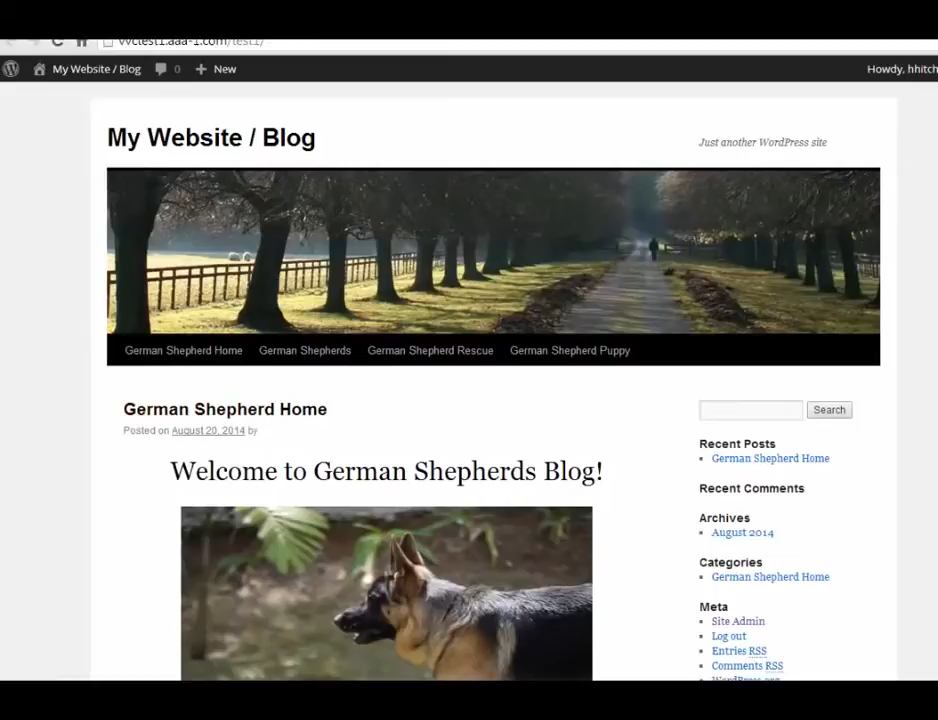 My Website / Blog 0 New Howdy, hhitch
My Website / Blog
Just another WordPress site
German Shepherd Home German Shepherds German Shepherd Rescue German Shepherd Puppy
German Shepherd Home
Posted on August 20, 2014 by
Welcome to German Shepherds Blog!
Search
Recent Posts
German Shepherd Home
Recent Comments
Archives
August 2014
Categories
German Shepherd Home
Meta
Site Admin
Log out
Entries RSS
Comments RSS
WordPress.org